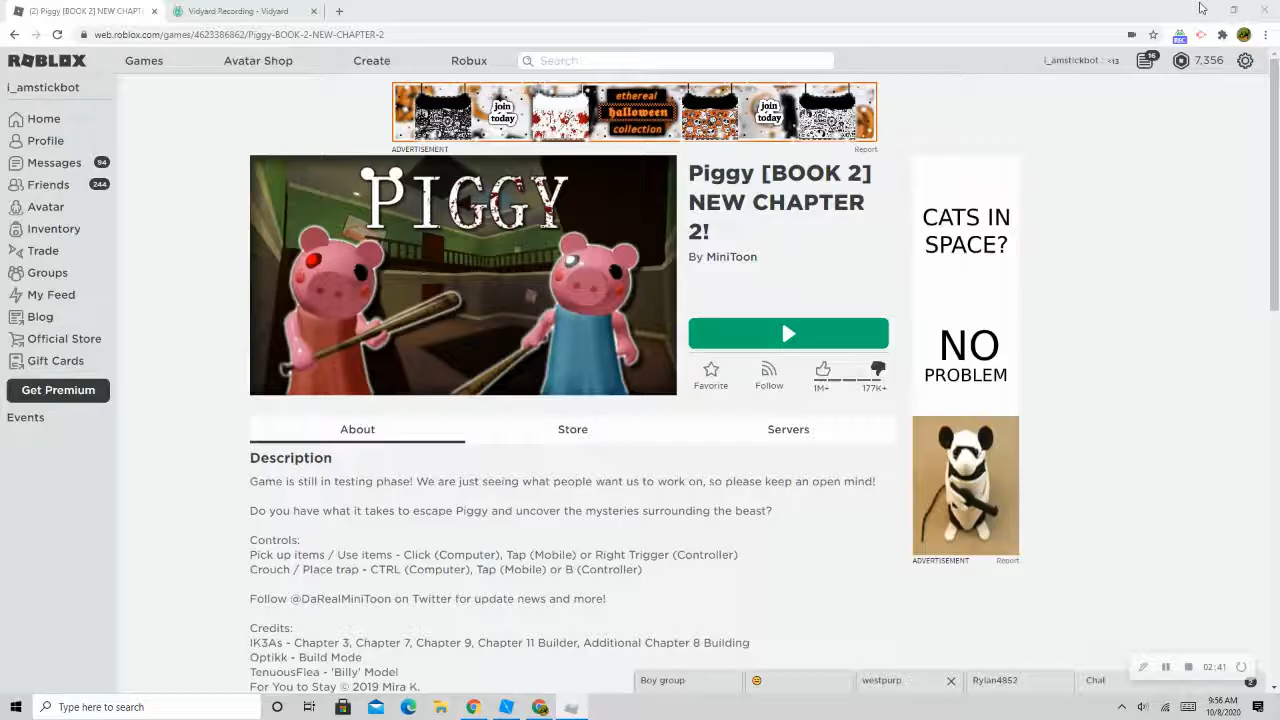 (2) Piggy [BOOK 2] NEW CHAPT
Vidyard Recording - Vidyard
web.roblox.com/games/4623386862/Piggy-BOOK-2-NEW-CHAPTER-2
REC
ROBLOX
Games
Avatar Shop
Create
Robux
Search
i_amstickbot: <13
16
7,356
i_amstickbot
Home
Profile
Messages 94
Friends 244
Avatar
Inventory
Trade
Groups
My Feed
Blog
Official Store
Gift Cards
Get Premium
Events
join today
ethereal halloween collection
join today
ADVERTISEMENT
Report
PIGGY
Piggy [BOOK 2]
NEW CHAPTER
2!
By MiniToon
Favorite
Follow
1M+
177K+
CATS IN
SPACE?
NO
PROBLEM
ADVERTISEMENT
Report
About
Store
Servers
Description
Game is still in testing phase! We are just seeing what people want us to work on, so please keep an open mind!
Do you have what it takes to escape Piggy and uncover the mysteries surrounding the beast?
Controls:
Pick up items / Use items - Click (Computer), Tap (Mobile) or Right Trigger (Controller)
Crouch / Place trap - CTRL (Computer), Tap (Mobile) or B (Controller)
Follow @DaRealMiniToon on Twitter for update news and more!
Credits:
IK3As - Chapter 3, Chapter 7, Chapter 9, Chapter 11 Builder, Additional Chapter 8 Building
Optikk - Build Mode
TenuousFlea - 'Billy' Model
For You to Stay © 2019 Mira K.
02:41
Boy group
westpurp
Rylan4852
Chat
2
Type here to search
9:56 AM
10/8/2020